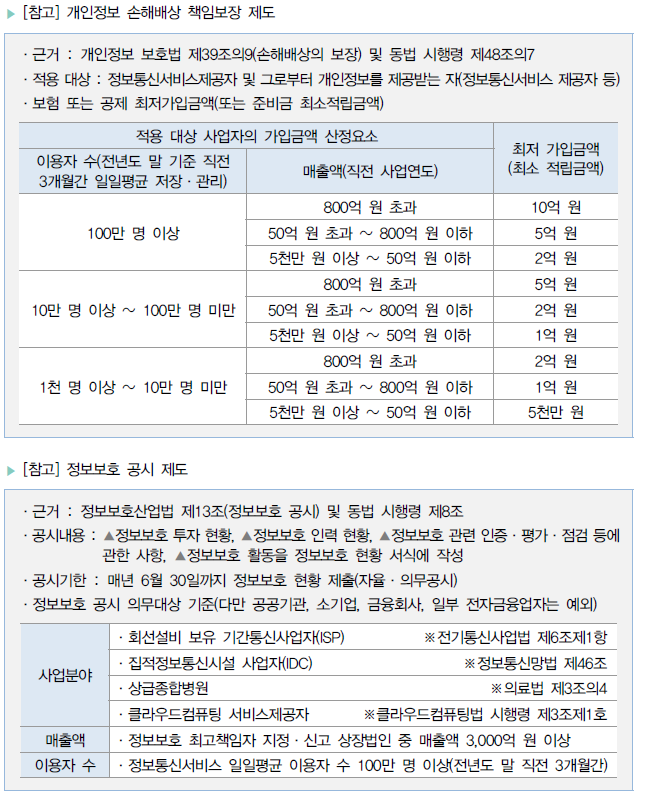 ▶ [참고] 개인정보 손해배상 책임보장 제도
· 근거 : 개인정보 보호법 제39조의9(손해배상의 보장) 및 동법 시행령 제48조의7
· 적용 대상 : 정보통신서비스제공자 및 그로부터 개인정보를 제공받는 자(정보통신서비스 제공자 등)
· 보험 또는 공제 최저가입금액(또는 준비금 최소적립금액)
적용 대상 사업자의 가입금액 산정요소
최저 가입금액
(최소 적립금액)
이용자 수(전년도 말 기준 직전
3개월간 일일평균 저장 · 관리)
매출액(직전 사업연도)
100만 명 이상
800억 원 초과 10억 원
50억 원 초과 ~ 800억 원 이하 5억 원
5천만 원 이상 ~ 50억 원 이하 2억 원
10만 명 이상 ~ 100만 명 미만
800억 원 초과 5억 원
50억 원 초과 ~ 800억 원 이하 2억 원
5천만 원 이상 ~ 50억 원 이하 1억 원
1천 명 이상 ~ 10만 명 미만
800억 원 초과 2억 원
50억 원 초과 ~ 800억 원 이하 1억 원
5천만 원 이상 ~ 50억 원 이하 5천만 원
▶ [참고] 정보보호 공시 제도
· 근거 : 정보보호산업법 제13조(정보보호 공시) 및 동법 시행령 제8조
· 공시내용 : ▲정보보호 투자 현황, ▲정보보호 인력 현황, ▲정보보호 관련 인증 · 평가 · 점검 등에
관한 사항, ▲정보보호 활동을 정보보호 현황 서식에 작성
· 공시기한 : 매년 6월 30일까지 정보보호 현황 제출(자율 · 의무공시)
· 정보보호 공시 의무대상 기준(다만 공공기관, 소기업, 금융회사, 일부 전자금융업자는 예외)
사업분야
· 회선설비 보유 기간통신사업자(ISP) ※전기통신사업법 제6조제1항
· 집적정보통신시설 사업자(IDC) ※정보통신망법 제46조
· 상급종합병원 ※의료법 제3조의4
· 클라우드컴퓨팅 서비스제공자 ※클라우드컴퓨팅법 시행령 제3조제1호
매출액 · 정보보호 최고책임자 지정 · 신고 상장법인 중 매출액 3,000억 원 이상
이용자 수 · 정보통신서비스 일일평균 이용자 수 100만 명 이상(전년도 말 직전 3개월간)